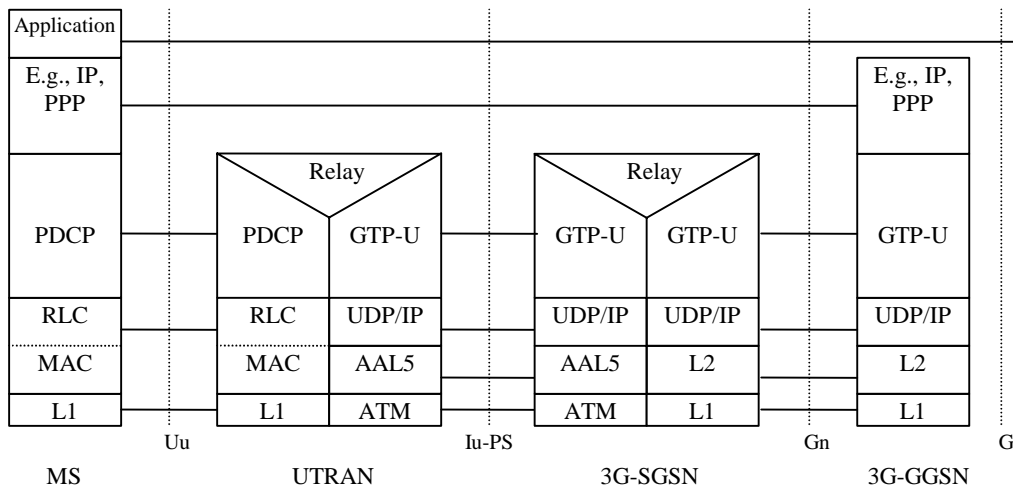 Application
E.g., IP,
PPP
E.g., IP,
PPP
Relay
Relay
PDCP
PDCP
GTP-U
GTP-U
GTP-U
GTP-U
RLC
RLC
UDP/IP
UDP/IP
UDP/IP
UDP/IP
MAC
MAC
AAL5
AAL5
L2
L2
L1
L1
ATM
ATM
L1
L1
Uu
Iu-PS
Gn
G
MS
UTRAN
3G-SGSN
3G-GGSN